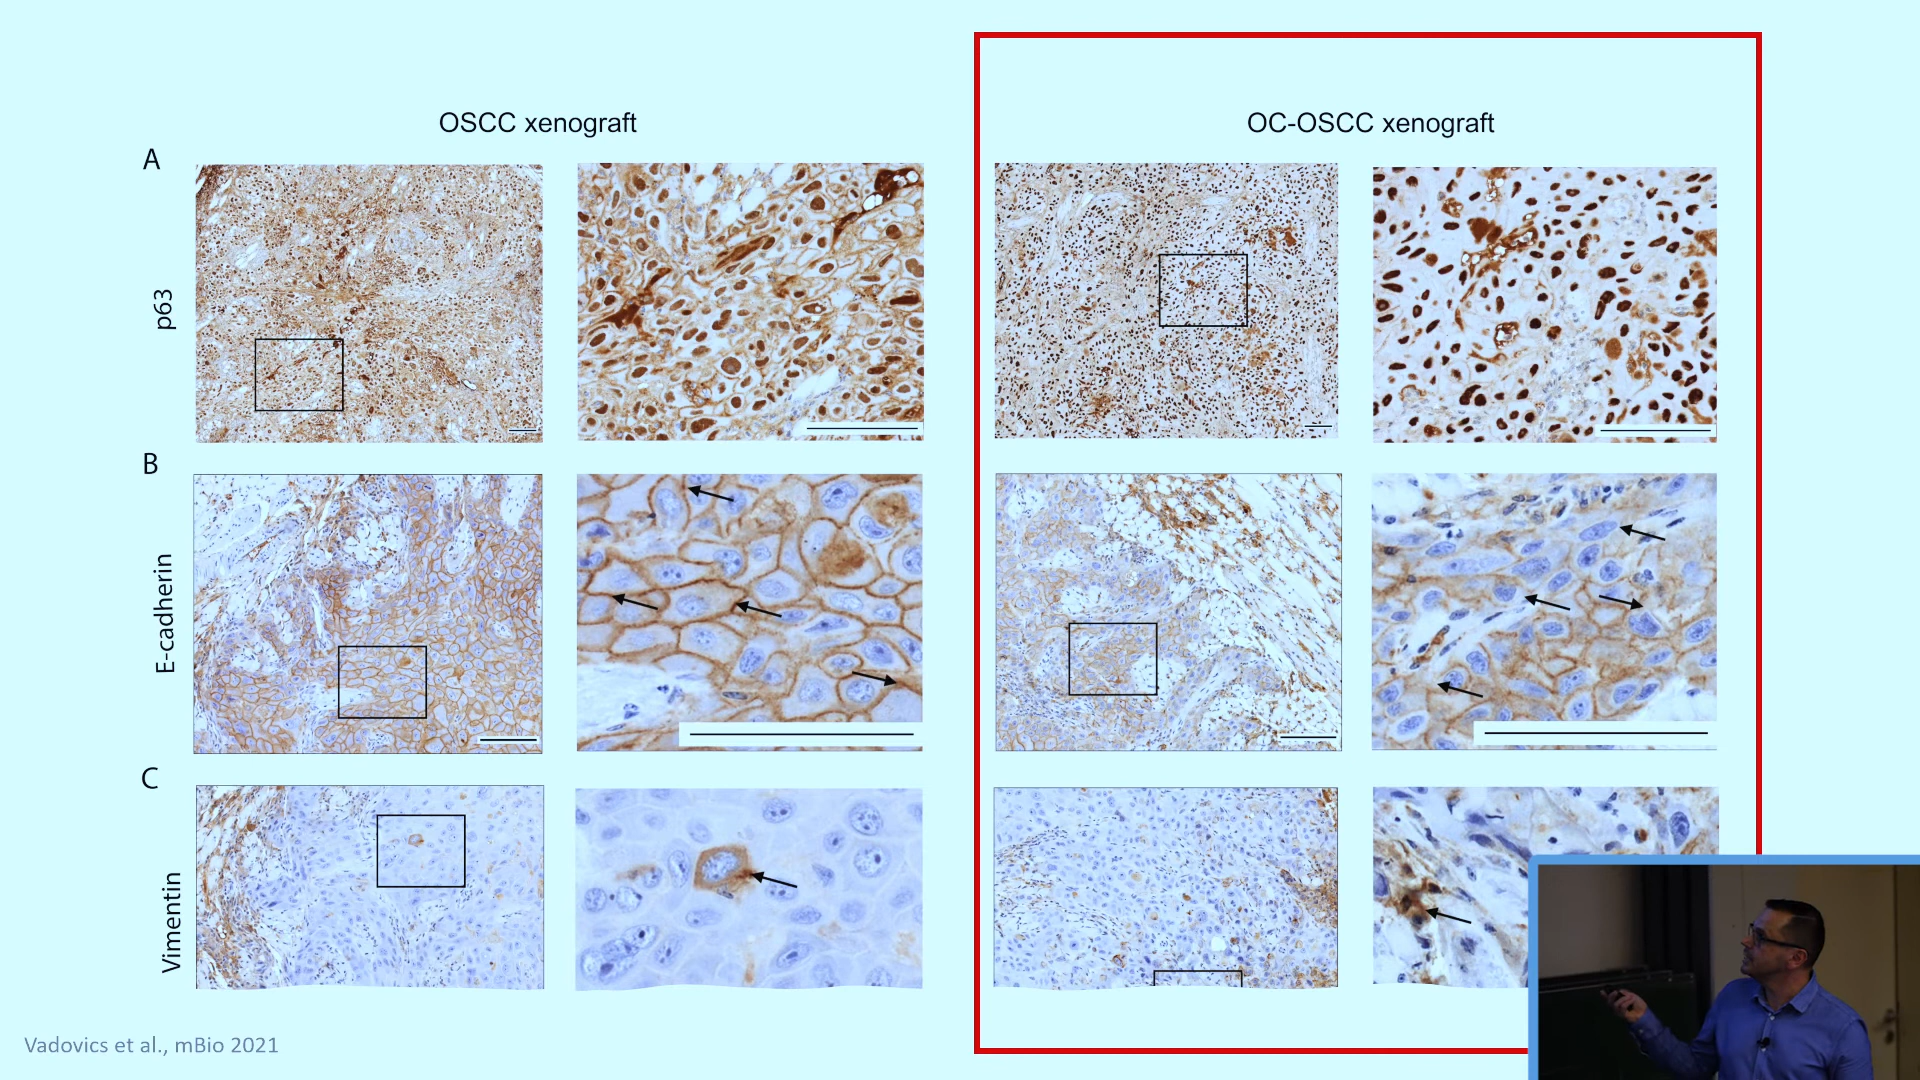 OSCC xenograft
OC-OSCC xenograft
A
p63
B
E-cadherin
C
Vimentin
Vadovics et al., mBio 2021